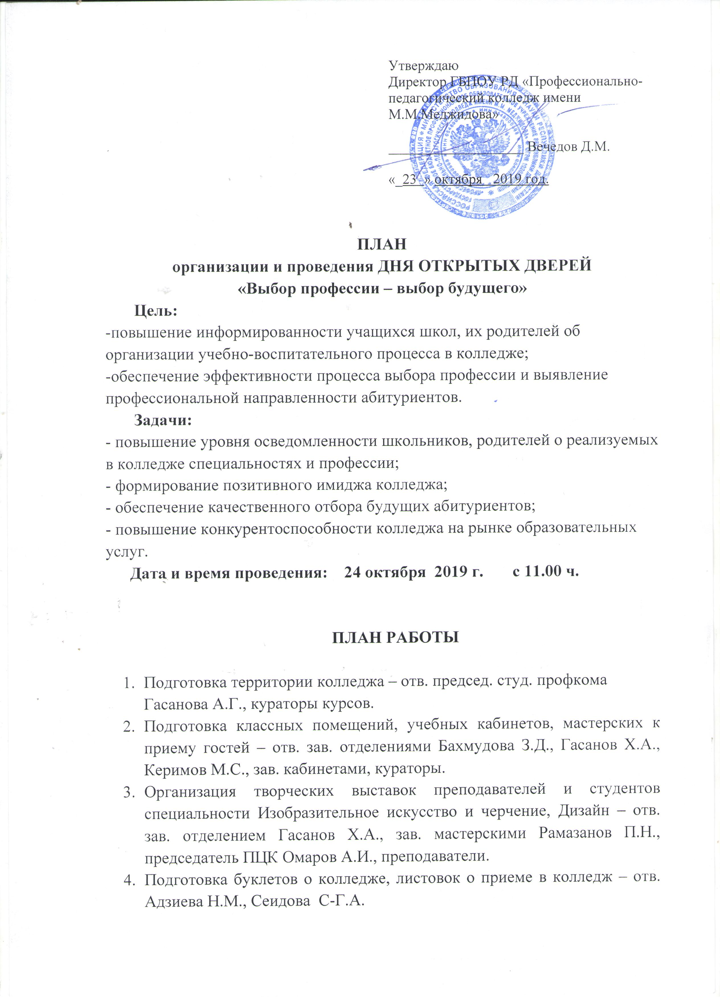 Утверждаю
Директор ГБПОУ РД «Профессионально-
педагогический колледж имени
М.М.Меджидова»
Вечедов Д.М.
«_23_» октября 2019 год.
ПЛАН
организации и проведения ДНЯ ОТКРЫТЫХ ДВЕРЕЙ
«Выбор профессии – выбор будущего»
Цель:
-повышение информированности учащихся школ, их родителей об
организации учебно-воспитательного процесса в колледже;
-обеспечение эффективности процесса выбора профессии и выявление
профессиональной направленности абитуриентов.
Задачи:
- повышение уровня осведомленности школьников, родителей о реализуемых
в колледже специальностях и профессии;
- формирование позитивного имиджа колледжа;
- обеспечение качественного отбора будущих абитуриентов;
- повышение конкурентоспособности колледжа на рынке образовательных
услуг.
Дата и время проведения: 24 октября 2019 г. с 11.00 ч.
ПЛАН РАБОТЫ
1. Подготовка территории колледжа – отв. председ. студ. профкома
Гасанова А.Г., кураторы курсов.
2. Подготовка классных помещений, учебных кабинетов, мастерских к
приему гостей – отв. зав. отделениями Бахмудова З.Д., Гасанов Х.А.,
Керимов М.С., зав. кабинетами, кураторы.
3. Организация творческих выставок преподавателей и студентов
специальности Изобразительное искусство и черчение, Дизайн – отв.
зав. отделением Гасанов Х.А., зав. мастерскими Рамазанов П.Н.,
председатель ПЦК Омаров А.И., преподаватели.
4. Подготовка буклетов о колледже, листовок о приеме в колледж – отв.
Адзиева Н.М., Сеидова С-Г.А.